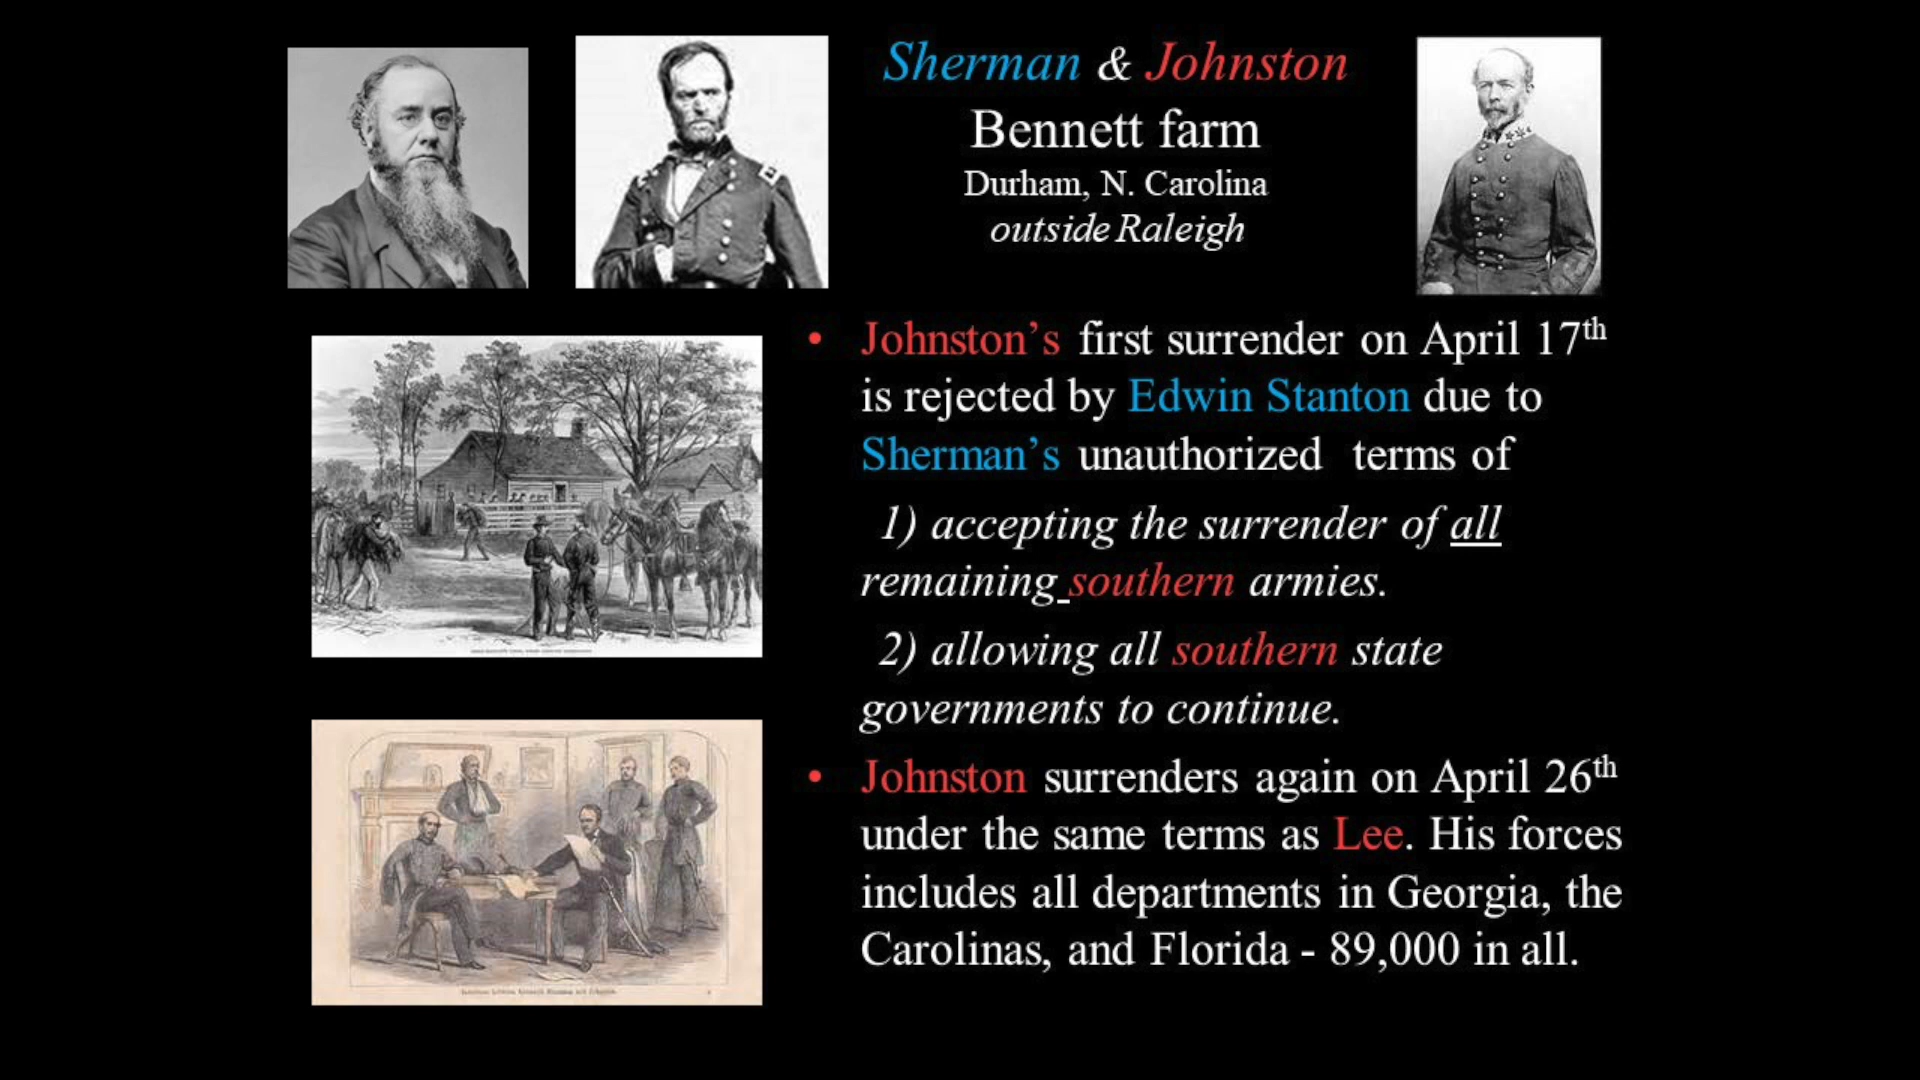 Sherman & Johnston
Bennett farm
Durham, N. Carolina
outside Raleigh
• Johnston’s first surrender on April 17th
is rejected by Edwin Stanton due to
Sherman’s unauthorized terms of
1) accepting the surrender of all
remaining southern armies.
2) allowing all southern state
governments to continue.
• Johnston surrenders again on April 26th
under the same terms as Lee. His forces
includes all departments in Georgia, the
Carolinas, and Florida - 89,000 in all.